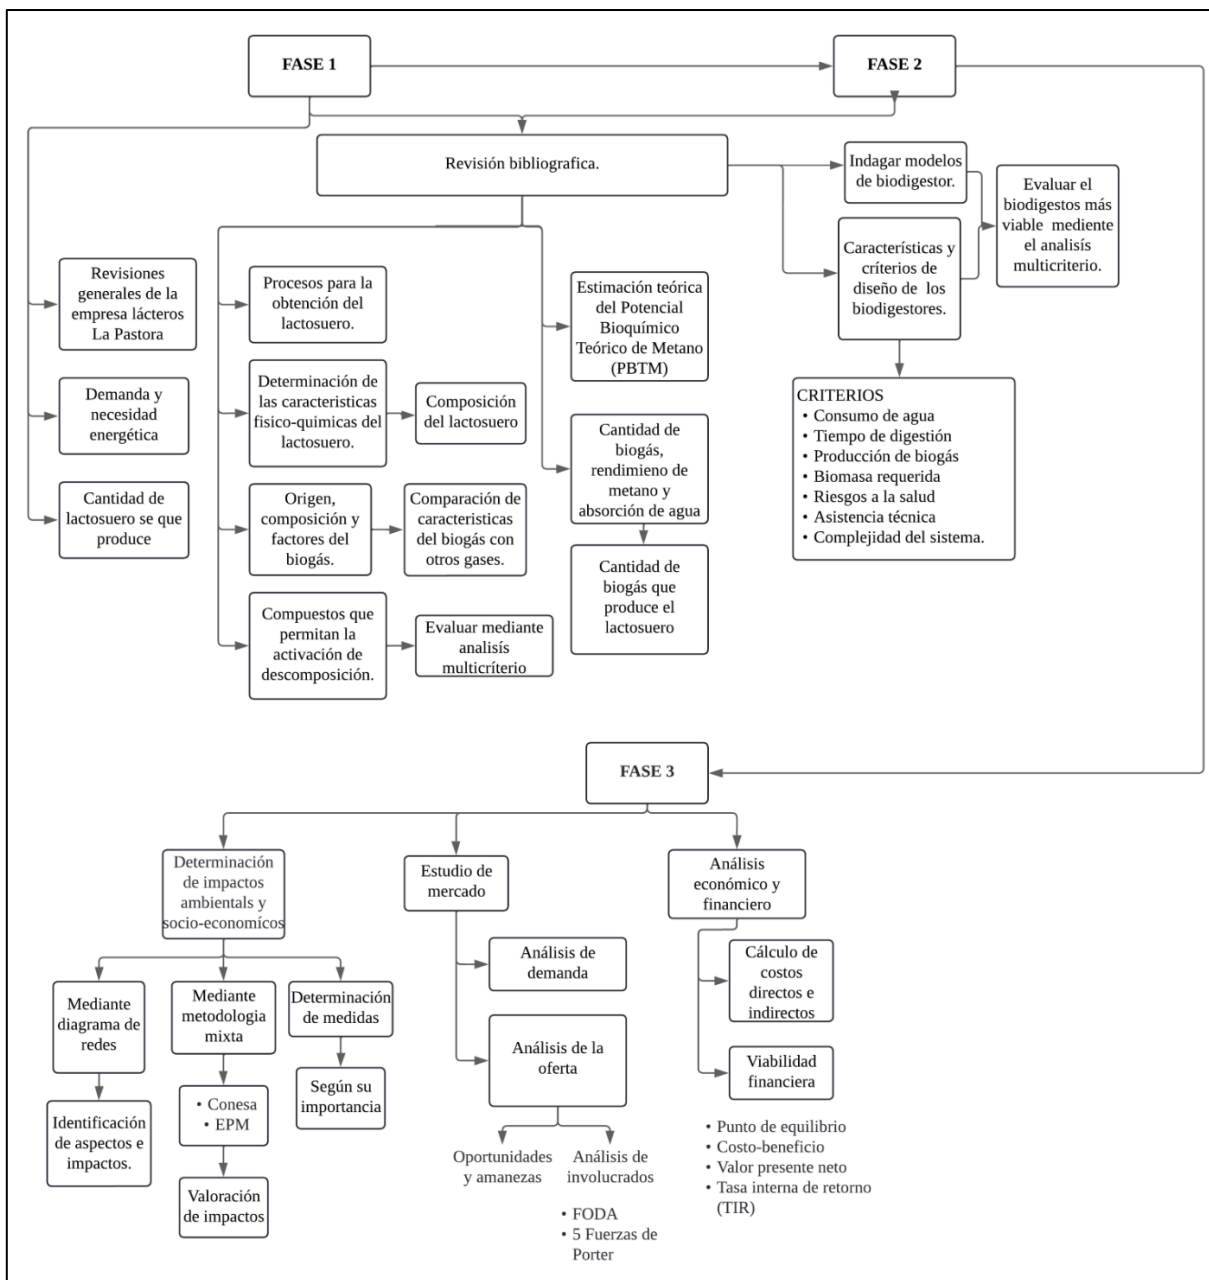 FASE 1
FASE 2
Revisión bibliografica.
Indagar modelos
de biodigestor.
Evaluar el
biodigestos más
viable mediente
el analisís
multicriterio.
Características y
críterios de
diseño de los
biodigestores.
Revisiones
generales de la
empresa lácteros
La Pastora
Procesos para la
obtención del
lactosuero.
Estimación teórica
del Potencial
Bioquímico
Teórico de Metano
(PBTM)
Demanda y
necesidad
energética
Determinación de
las caracteristicas
fisico-quimicas del
lactosuero.
Composición
del lactosuero
Cantidad de
biogás,
rendimieno de
metano y
absorción de agua
CRITERIOS
• Consumo de agua
• Tiempo de digestión
• Producción de biogás
• Biomasa requerida
• Riesgos a la salud
• Asistencia técnica
• Complejidad del sistema.
Cantidad de
lactosuero se que
produce
Origen,
composición y
factores del
biogás.
Comparación de
caracteristicas
del biogás con
otros gases.
Cantidad de
biogás que
produce el
lactosuero
Compuestos que
permitan la
activación de
descomposición.
Evaluar mediante
analisís
multicríterio
FASE 3
Determinación
de impactos
ambientals y
socio-economícos
Estudio de
mercado
Análisis
económico y
financiero
Mediante
diagrama de
redes
Mediante
metodologia
mixta
Determinación
de medidas
Análisis de
demanda
Cálculo de
costos
directos e
indirectos
Identificación
de aspectos e
impactos.
• Conesa
• EPM
Según su
importancia
Análisis de la
oferta
Viabilidad
financiera
Valoración
de impactos
Oportunidades
y amanezas
Análisis de
involucrados
• FODA
• 5 Fuerzas de
Porter
• Punto de equilibrio
• Costo-beneficio
• Valor presente neto
• Tasa interna de retorno
(TIR)